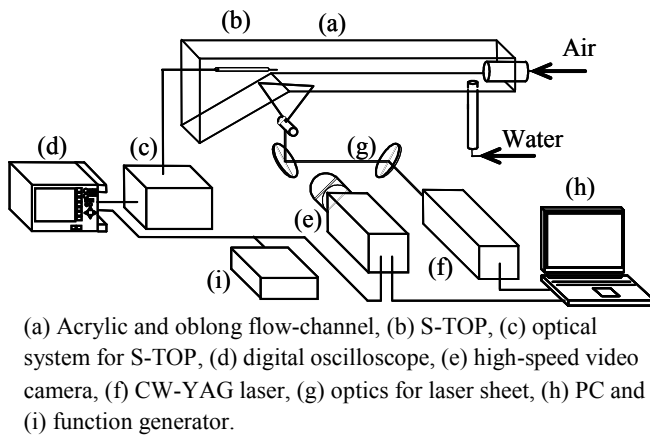 (b)
(a)
Air
(d)
(c)
(g)
Water
(h)
(e)
(f)
(i)
(a) Acrylic and oblong flow-channel, (b) S-TOP, (c) optical
system for S-TOP, (d) digital oscilloscope, (e) high-speed video
camera, (f) CW-YAG laser, (g) optics for laser sheet, (h) PC and
(i) function generator.